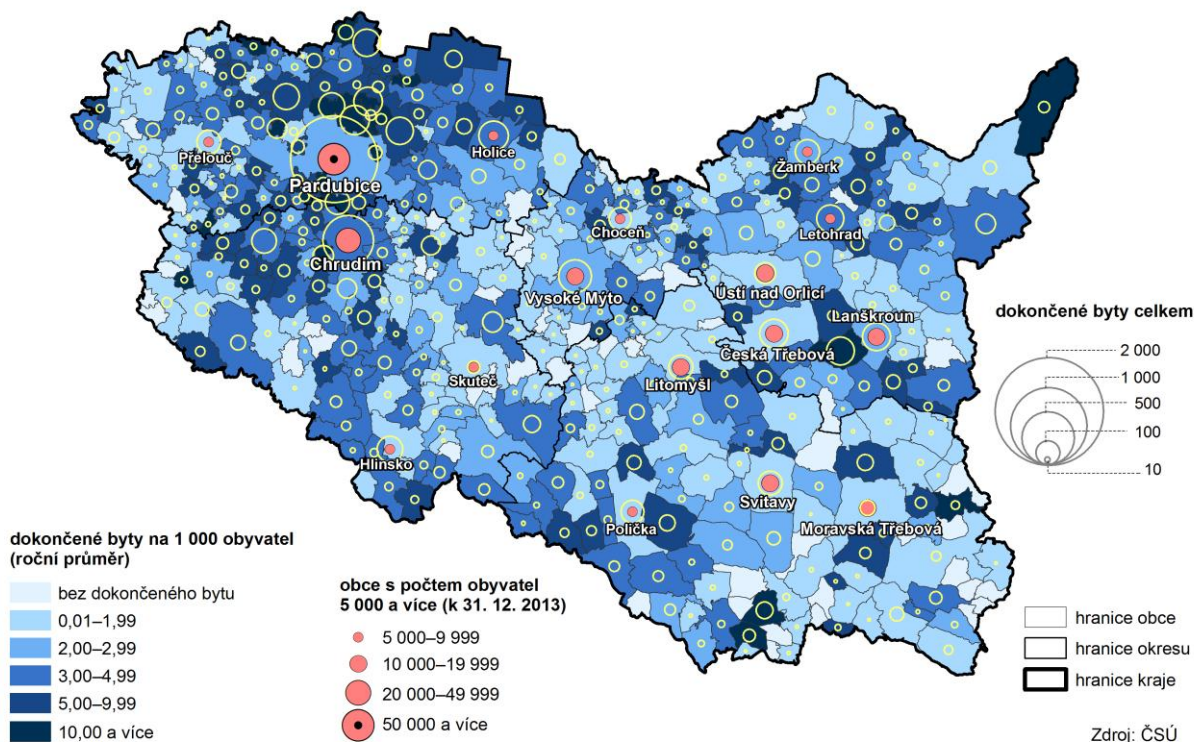 Přelouč
Pardubice
Holice
Žamberk
Choceň
Letohrad
Chrudim
Vysoké Mýto
Ústí nad Orlicí
Lanškroun
Česká Třebová
Skuteč
Litomyšl
Hlinsko
Svitavy
Polička
Moravská Třebová
dokončené byty celkem
2 000
1 000
500
100
10
dokončené byty na 1 000 obyvatel
(roční průměr)
bez dokončeného bytu
0,01–1,99
2,00–2,99
3,00–4,99
5,00–9,99
10,00 a více
obce s počtem obyvatel
5 000 a více (k 31. 12. 2013)
5 000–9 999
10 000–19 999
20 000–49 999
50 000 a více
hranice obce
hranice okresu
hranice kraje
Zdroj: ČSÚ